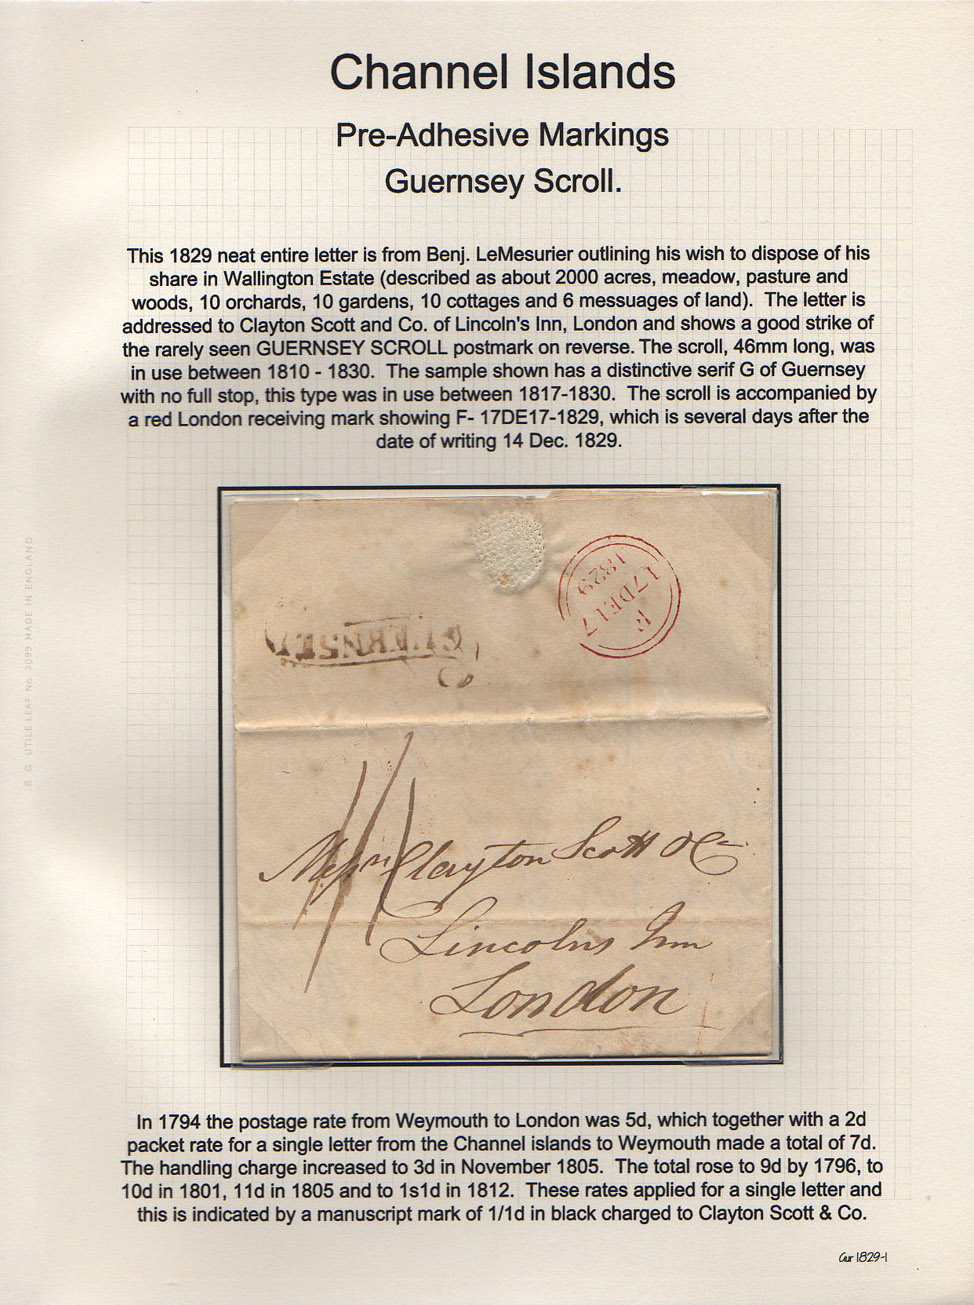 Channel Islands
Pre-Adhesive Markings
Guernsey Scroll.
This 1829 neat entire letter is from Benj. LeMesurier outlining his wish to dispose of his
share in Wallington Estate (described as about 2000 acres, meadow, pasture and
woods, 10 orchards, 10 gardens, 10 cottages and 6 messuages of land).  The letter is
addressed to Clayton Scott and Co. of Lincoln's Inn, London and shows a good strike of
the rarely seen GUERNSEY SCROLL postmark on reverse. The scroll, 46mm long, was
in use between 1810 - 1830.  The sample shown has a distinctive serif G of Guernsey
with no full stop, this type was in use between 1817-1830.  The scroll is accompanied by
a red London receiving mark showing F- 17DE17-1829, which is several days after the
date of writing 14 Dec. 1829.
S.G. UTILE LEAF No. 3099 MADE IN ENGLAND
F
17DE17
1829
GUERNSEY
1/1
Messrs Clayton Scott & Co
Lincolns Inn
London
In 1794 the postage rate from Weymouth to London was 5d, which together with a 2d
packet rate for a single letter from the Channel islands to Weymouth made a total of 7d.
The handling charge increased to 3d in November 1805.  The total rose to 9d by 1796, to
10d in 1801, 11d in 1805 and to 1s1d in 1812.  These rates applied for a single letter and
this is indicated by a manuscript mark of 1/1d in black charged to Clayton Scott & Co.
Gur 1829-1